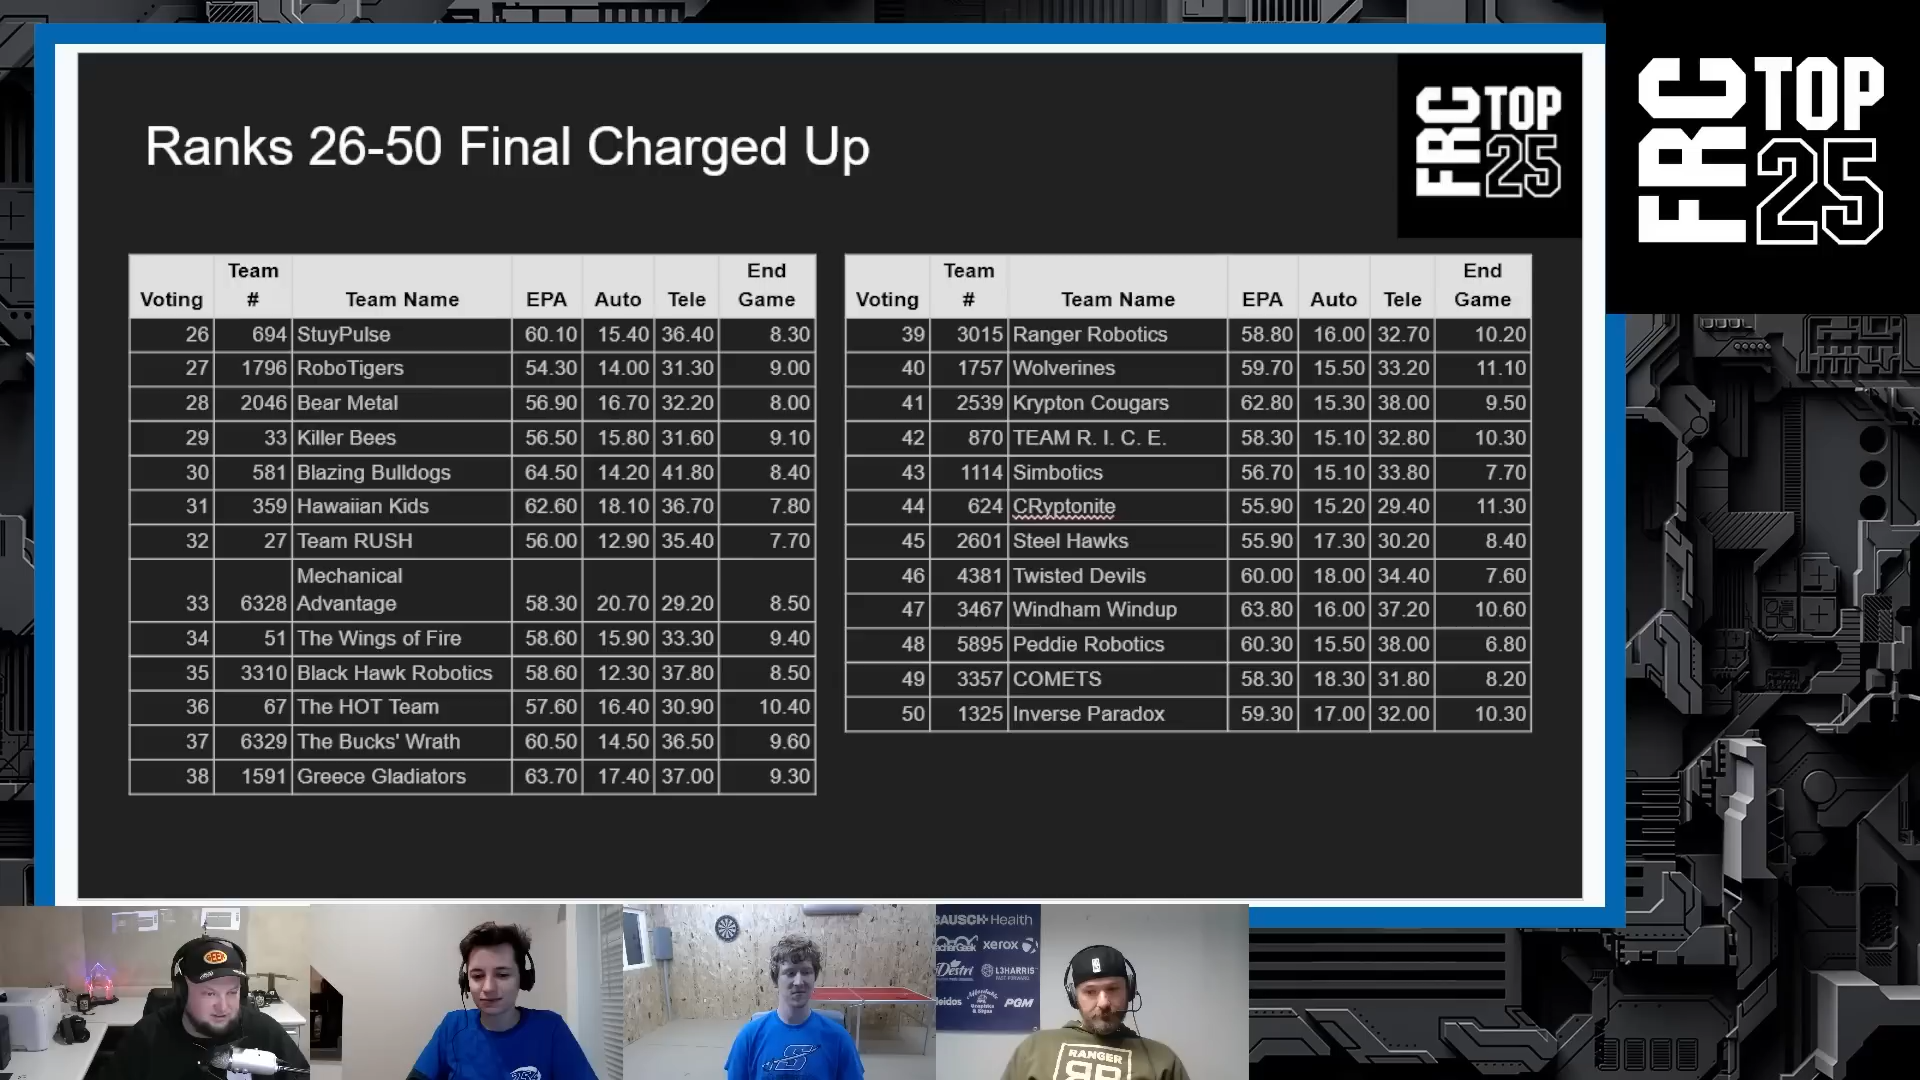 Ranks 26-50 Final Charged Up
FRC TOP 25
FRC TOP 25
Voting Team # Team Name EPA Auto Tele End Game
26 694 StuyPulse 60.10 15.40 36.40 8.30
27 1796 RoboTigers 54.30 14.00 31.30 9.00
28 2046 Bear Metal 56.90 16.70 32.20 8.00
29 33 Killer Bees 56.50 15.80 31.60 9.10
30 581 Blazing Bulldogs 64.50 14.20 41.80 8.40
31 359 Hawaiian Kids 62.60 18.10 36.70 7.80
32 27 Team RUSH 56.00 12.90 35.40 7.70
33 6328 Mechanical Advantage 58.30 20.70 29.20 8.50
34 51 The Wings of Fire 58.60 15.90 33.30 9.40
35 3310 Black Hawk Robotics 58.60 12.30 37.80 8.50
36 67 The HOT Team 57.60 16.40 30.90 10.40
37 6329 The Bucks' Wrath 60.50 14.50 36.50 9.60
38 1591 Greece Gladiators 63.70 17.40 37.00 9.30
Voting Team # Team Name EPA Auto Tele End Game
39 3015 Ranger Robotics 58.80 16.00 32.70 10.20
40 1757 Wolverines 59.70 15.50 33.20 11.10
41 2539 Krypton Cougars 62.80 15.30 38.00 9.50
42 870 TEAM R. I. C. E. 58.30 15.10 32.80 10.30
43 1114 Simbotics 56.70 15.10 33.80 7.70
44 624 CRyptonite 55.90 15.20 29.40 11.30
45 2601 Steel Hawks 55.90 17.30 30.20 8.40
46 4381 Twisted Devils 60.00 18.00 34.40 7.60
47 3467 Windham Windup 63.80 16.00 37.20 10.60
48 5895 Peddie Robotics 60.30 15.50 38.00 6.80
49 3357 COMETS 58.30 18.30 31.80 8.20
50 1325 Inverse Paradox 59.30 17.00 32.00 10.30
GEEK
BAUSCH+Health
xerox
Destri L3HARRIS
PGM
RANGER